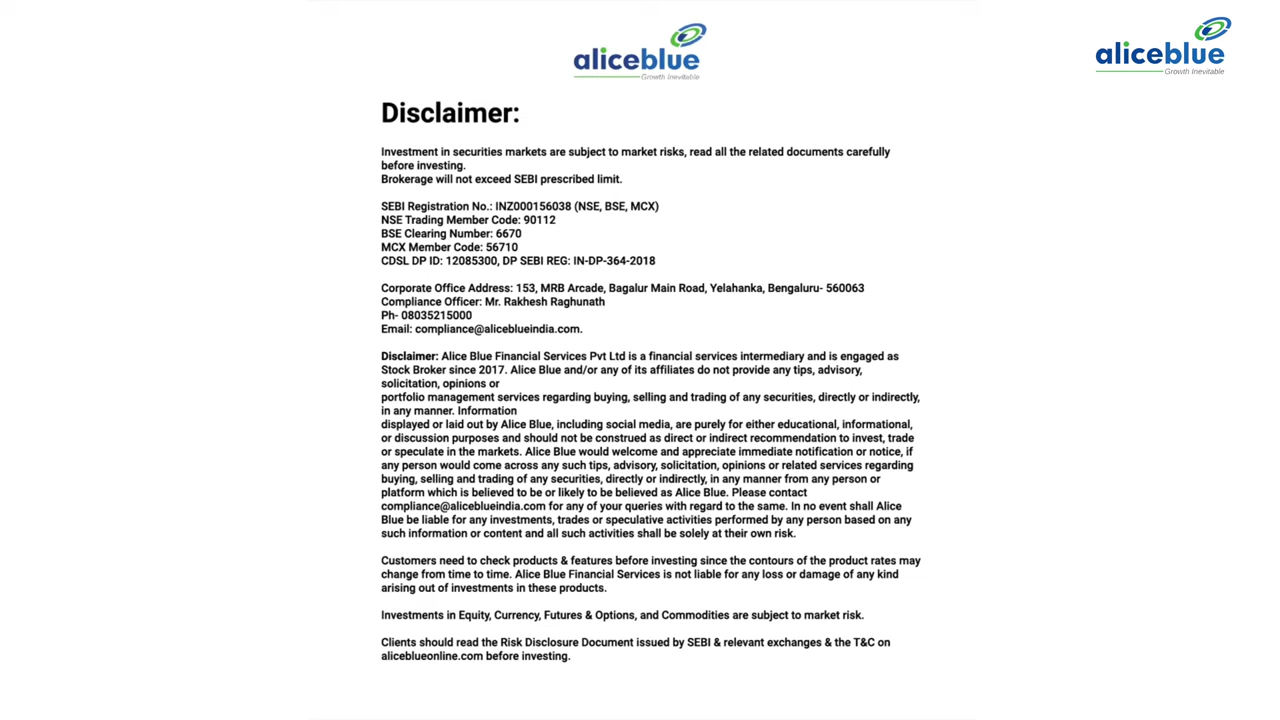 aliceblue
Growth Inevitable
aliceblue
Growth Inevitable
Disclaimer:
Investment in securities markets are subject to market risks, read all the related documents carefully
before investing.
Brokerage will not exceed SEBI prescribed limit.
SEBI Registration No.: INZ000156038 (NSE, BSE, MCX)
NSE Trading Member Code: 90112
BSE Clearing Number: 6670
MCX Member Code: 56710
CDSL DP ID: 12085300, DP SEBI REG: IN-DP-364-2018
Corporate Office Address: 153, MRB Arcade, Bagalur Main Road, Yelahanka, Bengaluru- 560063
Compliance Officer: Mr. Rakhesh Raghunath
Ph- 08035215000
Email: compliance@aliceblueindia.com.
Disclaimer: Alice Blue Financial Services Pvt Ltd is a financial services intermediary and is engaged as
Stock Broker since 2017. Alice Blue and/or any of its affiliates do not provide any tips, advisory,
solicitation, opinions or
portfolio management services regarding buying, selling and trading of any securities, directly or indirectly,
in any manner. Information
displayed or laid out by Alice Blue, including social media, are purely for either educational, informational,
or discussion purposes and should not be construed as direct or indirect recommendation to invest, trade
or speculate in the markets. Alice Blue would welcome and appreciate immediate notification or notice, if
any person would come across any such tips, advisory, solicitation, opinions or related services regarding
buying, selling and trading of any securities, directly or indirectly, in any manner from any person or
platform which is believed to be or likely to be believed as Alice Blue. Please contact
compliance@aliceblueindia.com for any of your queries with regard to the same. In no event shall Alice
Blue be liable for any investments, trades or speculative activities performed by any person based on any
such information or content and all such activities shall be solely at their own risk.
Customers need to check products & features before investing since the contours of the product rates may
change from time to time. Alice Blue Financial Services is not liable for any loss or damage of any kind
arising out of investments in these products.
Investments in Equity, Currency, Futures & Options, and Commodities are subject to market risk.
Clients should read the Risk Disclosure Document issued by SEBI & relevant exchanges & the T&C on
aliceblueonline.com before investing.